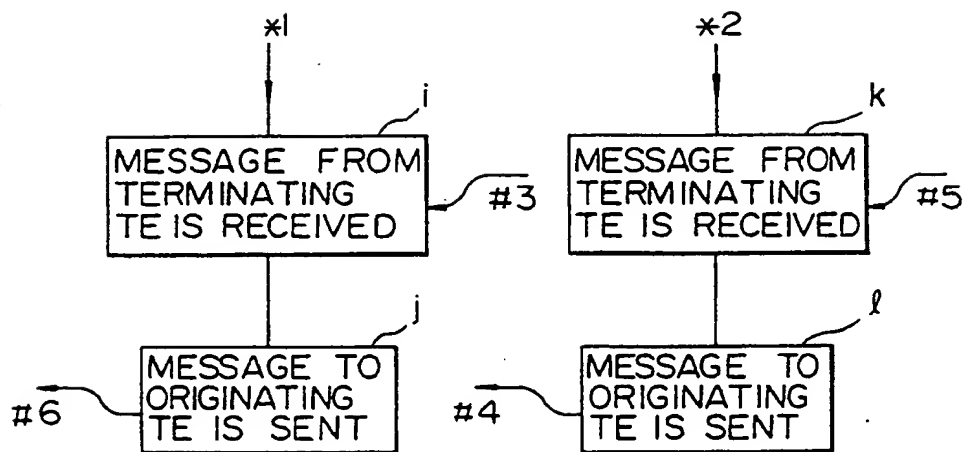 *1
i
MESSAGE FROM
TERMINATING
TE IS RECEIVED
#3
j
MESSAGE TO
ORIGINATING
TE IS SENT
#6
*2
k
MESSAGE FROM
TERMINATING
TE IS RECEIVED
#5
ℓ
MESSAGE TO
ORIGINATING
TE IS SENT
#4